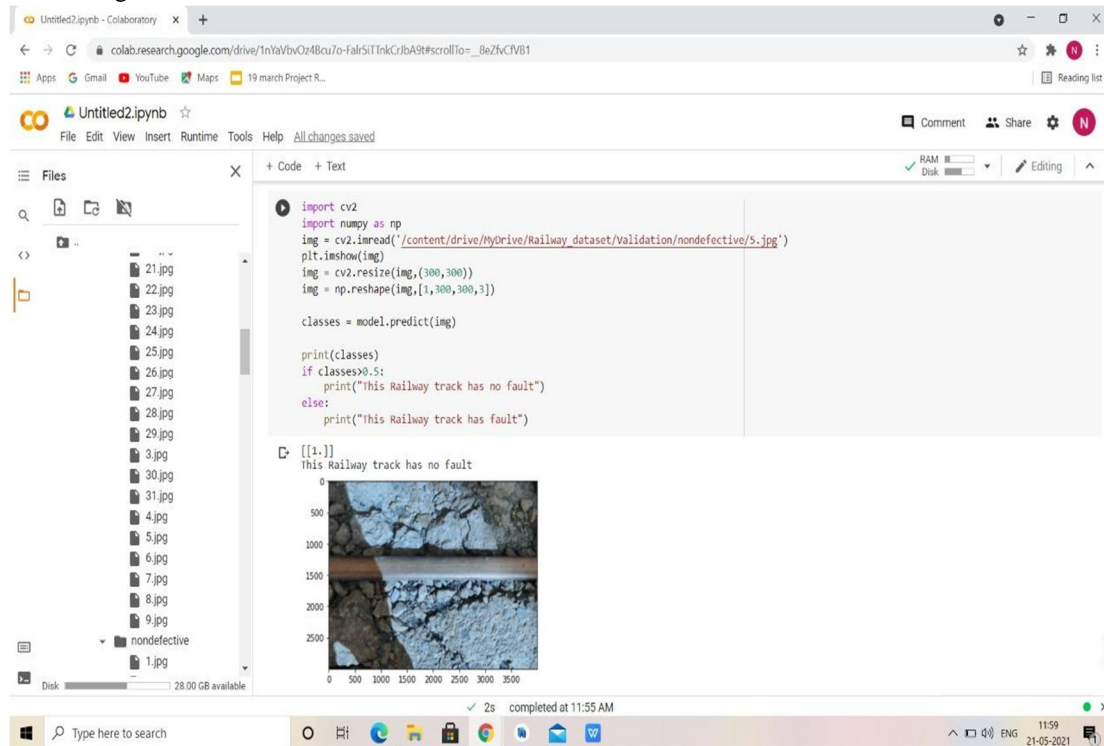 Untitled2.ipynb - Colaboratory
colab.research.google.com/drive/1nYaVbvOz4Bcu7o-Falr5iTTnkCrJbA9t#scrollTo=_8eZfvCfVB1
N
Apps Gmail YouTube Maps 19 march Project R...
Reading list
CO Untitled2.ipynb
File Edit View Insert Runtime Tools Help All changes saved
Comment Share N
Files
+ Code + Text
RAM
Disk
Editing
..
21.jpg
22.jpg
23.jpg
24.jpg
25.jpg
26.jpg
27.jpg
28.jpg
29.jpg
3.jpg
30.jpg
31.jpg
4.jpg
5.jpg
6.jpg
7.jpg
8.jpg
9.jpg
nondefective
1.jpg
Disk 28.00 GB available
import cv2
import numpy as np
img = cv2.imread('/content/drive/MyDrive/Railway_dataset/Validation/nondefective/5.jpg')
plt.imshow(img)
img = cv2.resize(img,(300,300))
img = np.reshape(img,[1,300,300,3])
classes = model.predict(img)
print(classes)
if classes>0.5:
print("This Railway track has no fault")
else:
print("This Railway track has fault")
[[1.]]
This Railway track has no fault
0
500
1000
1500
2000
2500
0 500 1000 1500 2000 2500 3000 3500
2s completed at 11:55 AM
Type here to search
ENG
11:59
21-05-2021